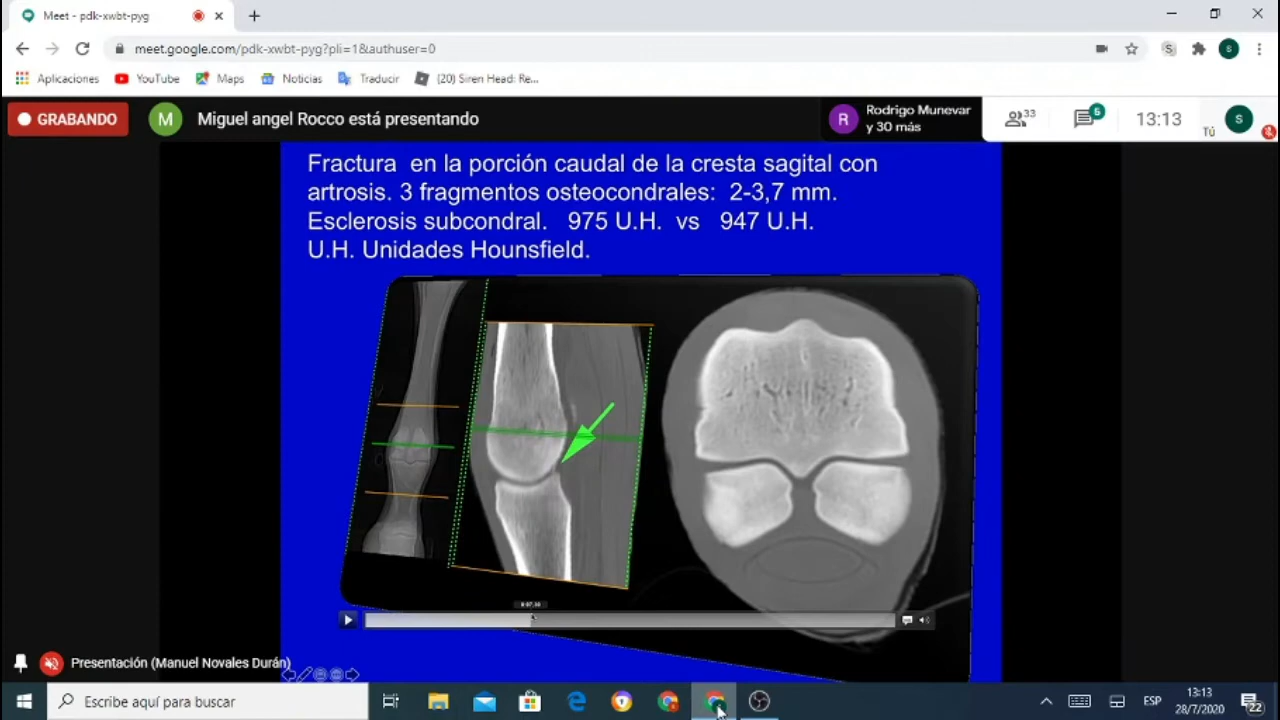 Meet - pdk-xwbt-pyg
meet.google.com/pdk-xwbt-pyg?pli=1&authuser=0
S
S
Aplicaciones
YouTube
Maps
Noticias
Traducir
(20) Siren Head: Re...
GRABANDO
M
Miguel angel Rocco está presentando
R
Rodrigo Munevar
y 30 más
33
6
13:13
Tú
S
Fractura en la porción caudal de la cresta sagital con
artrosis. 3 fragmentos osteocondrales: 2-3,7 mm.
Esclerosis subcondral. 975 U.H. vs 947 U.H.
U.H. Unidades Hounsfield.
Presentación (Manuel Novales Durán)
Escribe aquí para buscar
ESP
13:13
28/7/2020
22